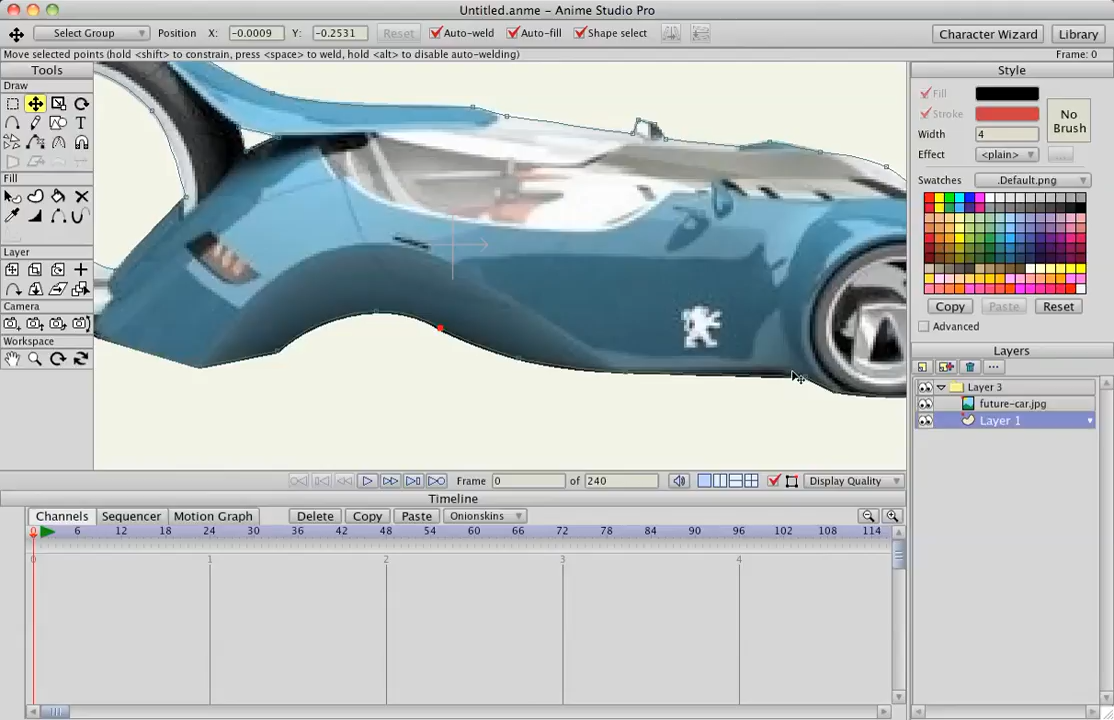 Untitled.anme – Anime Studio Pro
Select Group Position X: -0.0009 Y: -0.2531 Reset Auto-weld Auto-fill Shape select Character Wizard Library
Move selected points (hold <shift> to constrain, press <space> to weld, hold <alt> to disable auto-welding) Frame: 0
Tools
Draw
T
Fill
Layer
Camera
Workspace
Style
Fill
Stroke
No
Brush
Width 4
Effect <plain> ...
Swatches .Default.png
Copy Paste Reset
Advanced
Layers
Layer 3
future-car.jpg
Layer 1
Frame 0 of 240 Display Quality
Timeline
Channels Sequencer Motion Graph Delete Copy Paste Onionskins
0 6 12 18 24 30 36 42 48 54 60 66 72 78 84 90 96 102 108 114
0 1 2 3 4